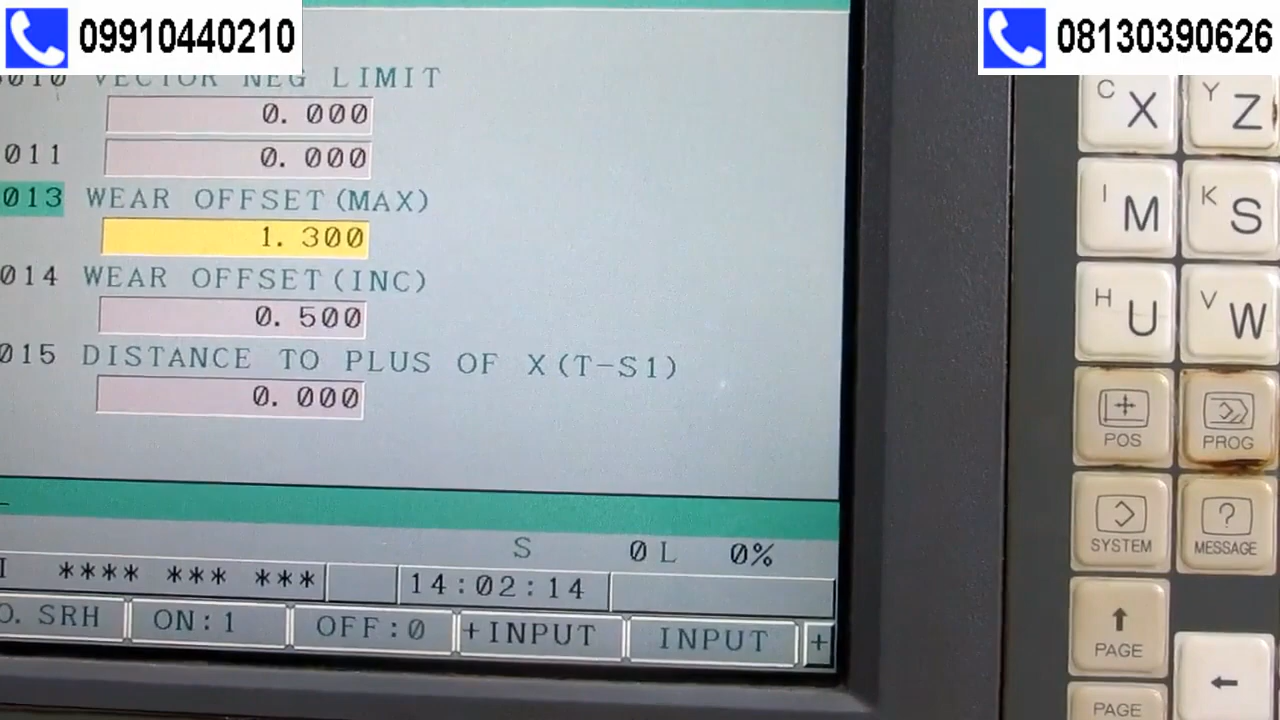 09910440210
08130390626
VECTOR NEG LIMIT
0. 000
011
0. 000
013 WEAR OFFSET(MAX)
1. 300
014 WEAR OFFSET(INC)
0. 500
015 DISTANCE TO PLUS OF X(T-S1)
0. 000
S 0 L 0%
**** *** ***
14:02:14
O. SRH
ON:1
OFF:0
+INPUT
INPUT
+
C X
Y Z
I M
K S
H U
V W
POS
PROG
SYSTEM
?
MESSAGE
↑
PAGE
←
PAGE